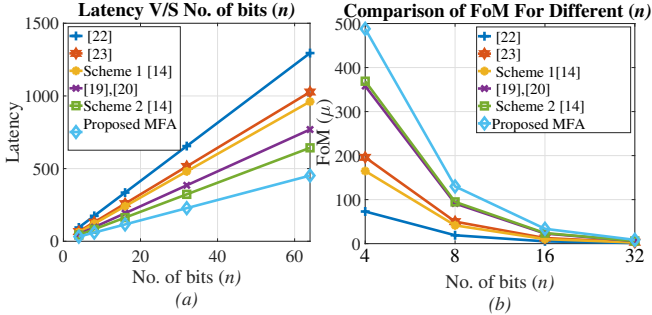 Latency V/S No. of bits (n)
1500
1000
500
0
0
20
40
60
Latency
No. of bits (n)
(a)
[22]
[23]
Scheme 1 [14]
[19],[20]
Scheme 2 [14]
Proposed MFA
Comparison of FoM For Different (n)
500
400
300
200
100
0
4
8
16
32
FoM (μ)
No. of bits (n)
(b)
[22]
[23]
Scheme 1[14]
[19],[20]
Scheme 2 [14]
Proposed MFA